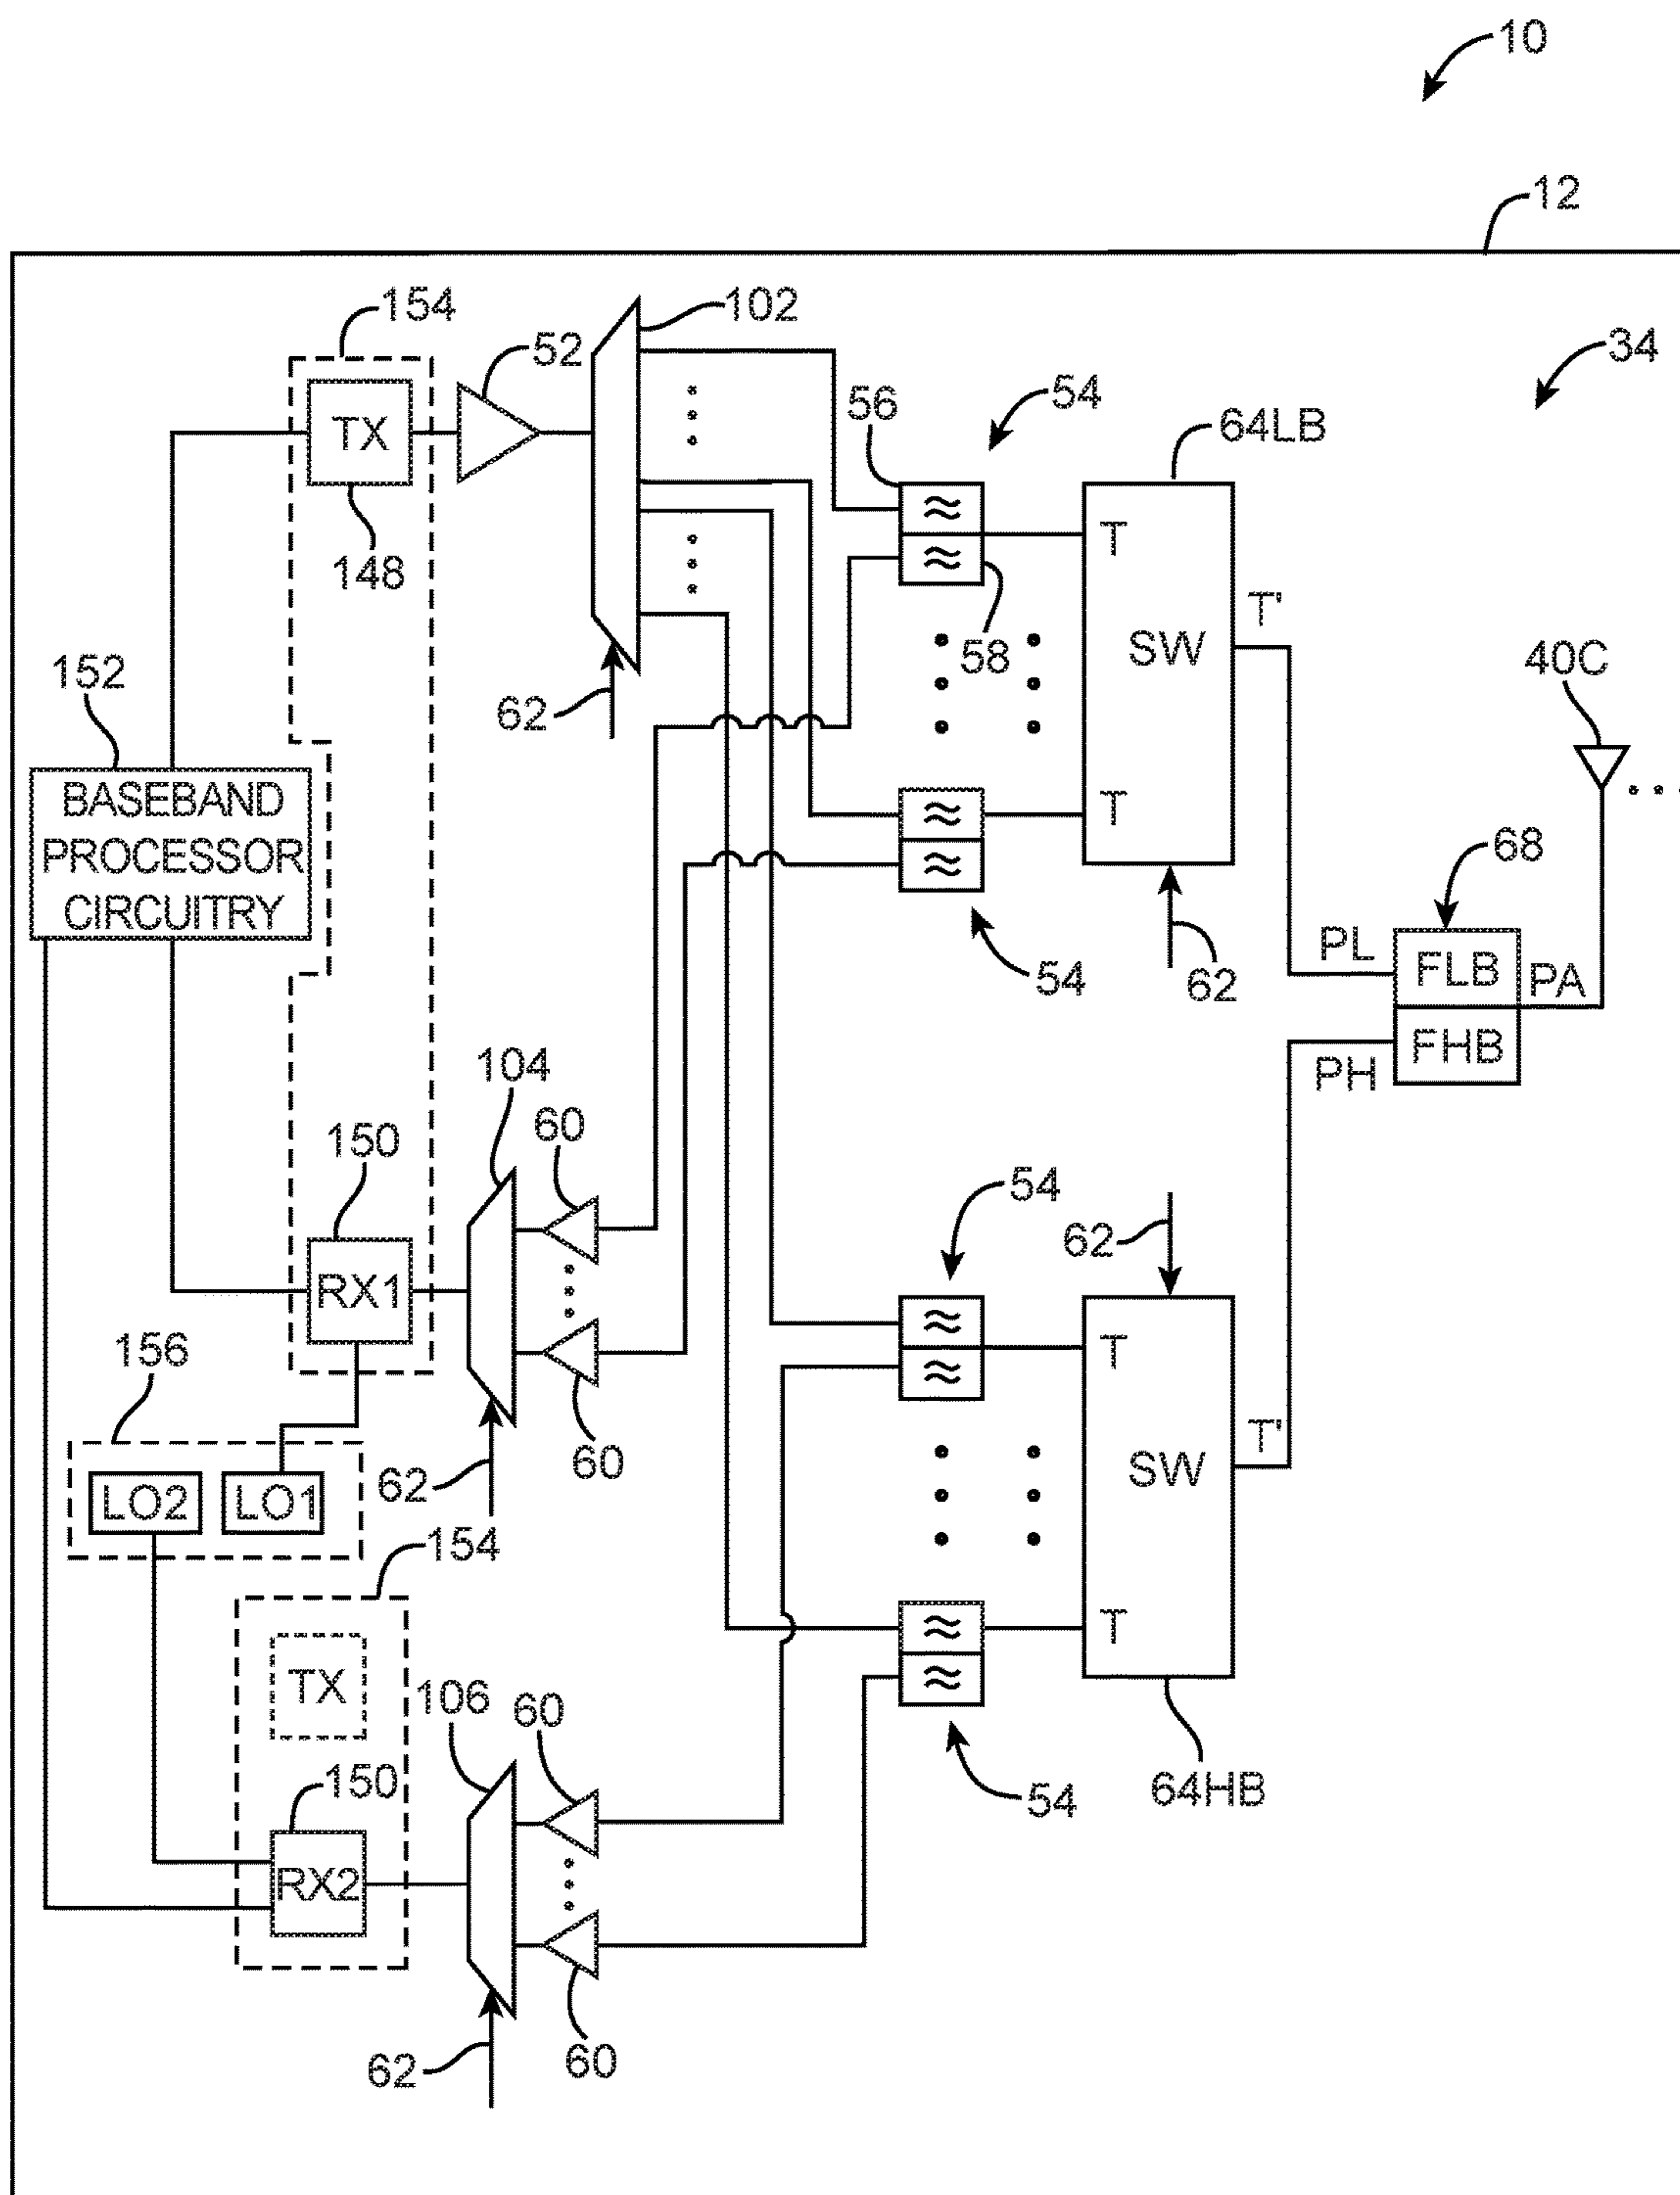 10
12
154
102
52
34
56
54
64LB
TX
T
148
T'
SW
58
40C
152
62
BASEBAND
PROCESSOR
CIRCUITRY
T
68
PL
FLB
PA
54
62
FHB
PH
104
60
150
54
62
RX1
T
156
60
T'
62
SW
LO2
LO1
154
T
TX
106
60
150
54
64HB
RX2
62
60